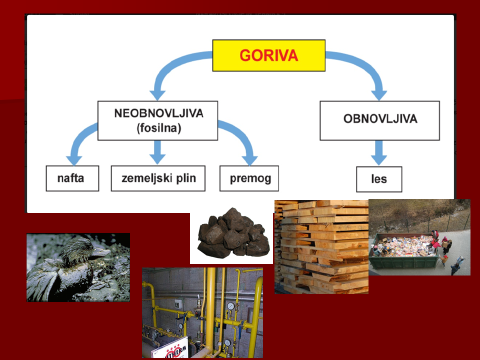 GORIVA
NEOBNOVLJIVA
(fosilna)
OBNOVLJIVA
nafta
zemeljski plin
premog
les